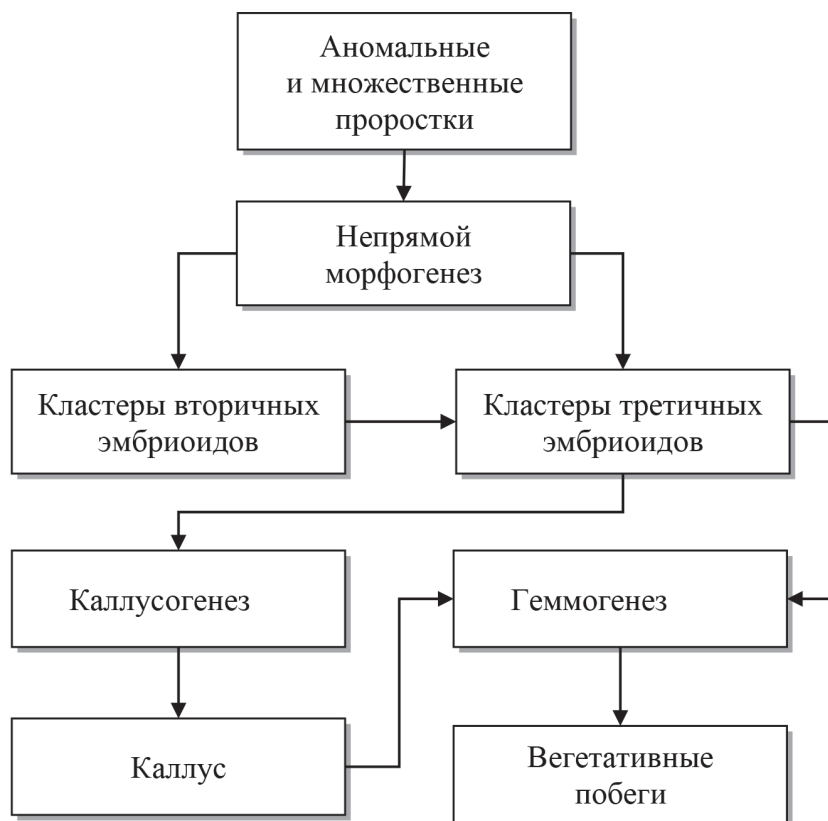 Аномальные
и множественные
проростки
Непрямой
морфогенез
Кластеры вторичных
эмбриоидов
Кластеры третичных
эмбриоидов
Каллусогенез
Геммогенез
Каллус
Вегетативные
побеги